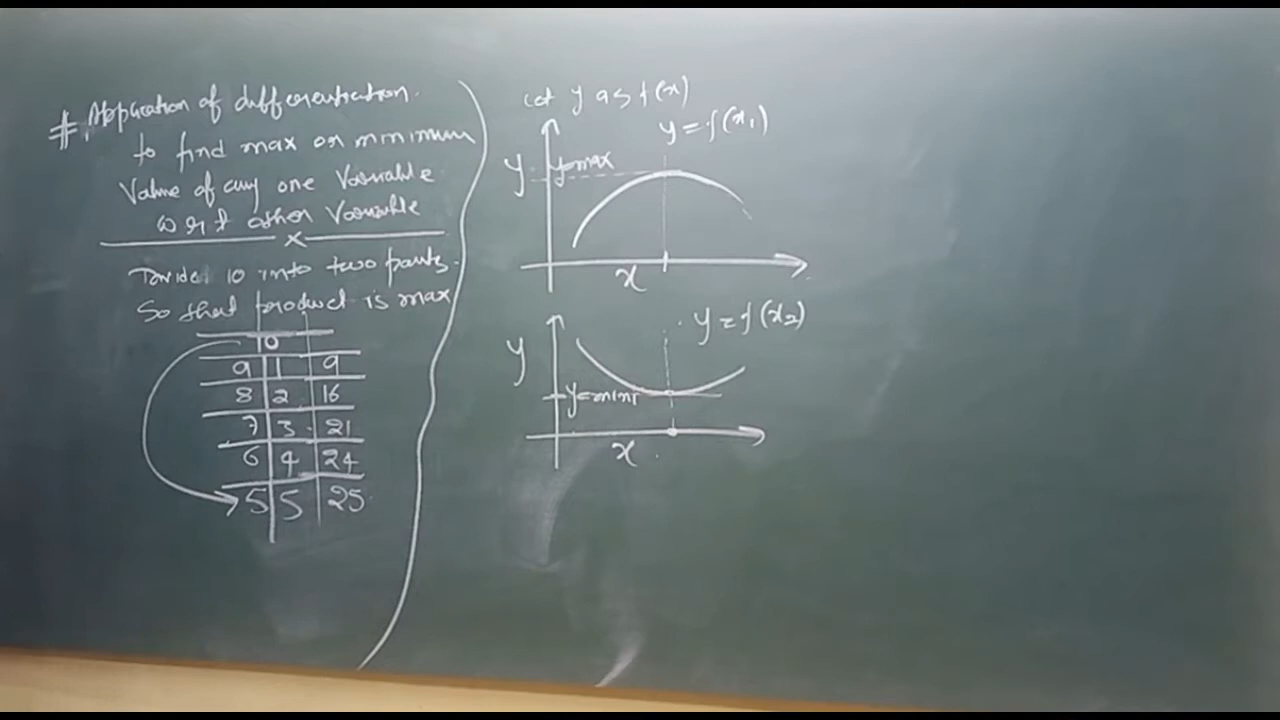 #. Application of differentiation.
to find max or minimum
Value of any one Variable
w r t other Variable
x
Divide 10 into two parts.
So that product is max
10
9 1 9
8 2 16
7 3 21
6 4 24
5 5 25
let y as f(x)
y = f(x₁)
y y=max
x
y = f(x₂)
y
y=mini
x